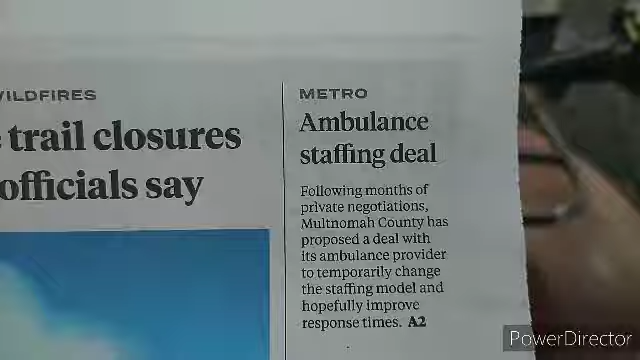 WILDFIRES
trail closures
officials say
METRO
Ambulance
staffing deal
Following months of
private negotiations,
Multnomah County has
proposed a deal with
its ambulance provider
to temporarily change
the staffing model and
hopefully improve
response times. A2
PowerDirector